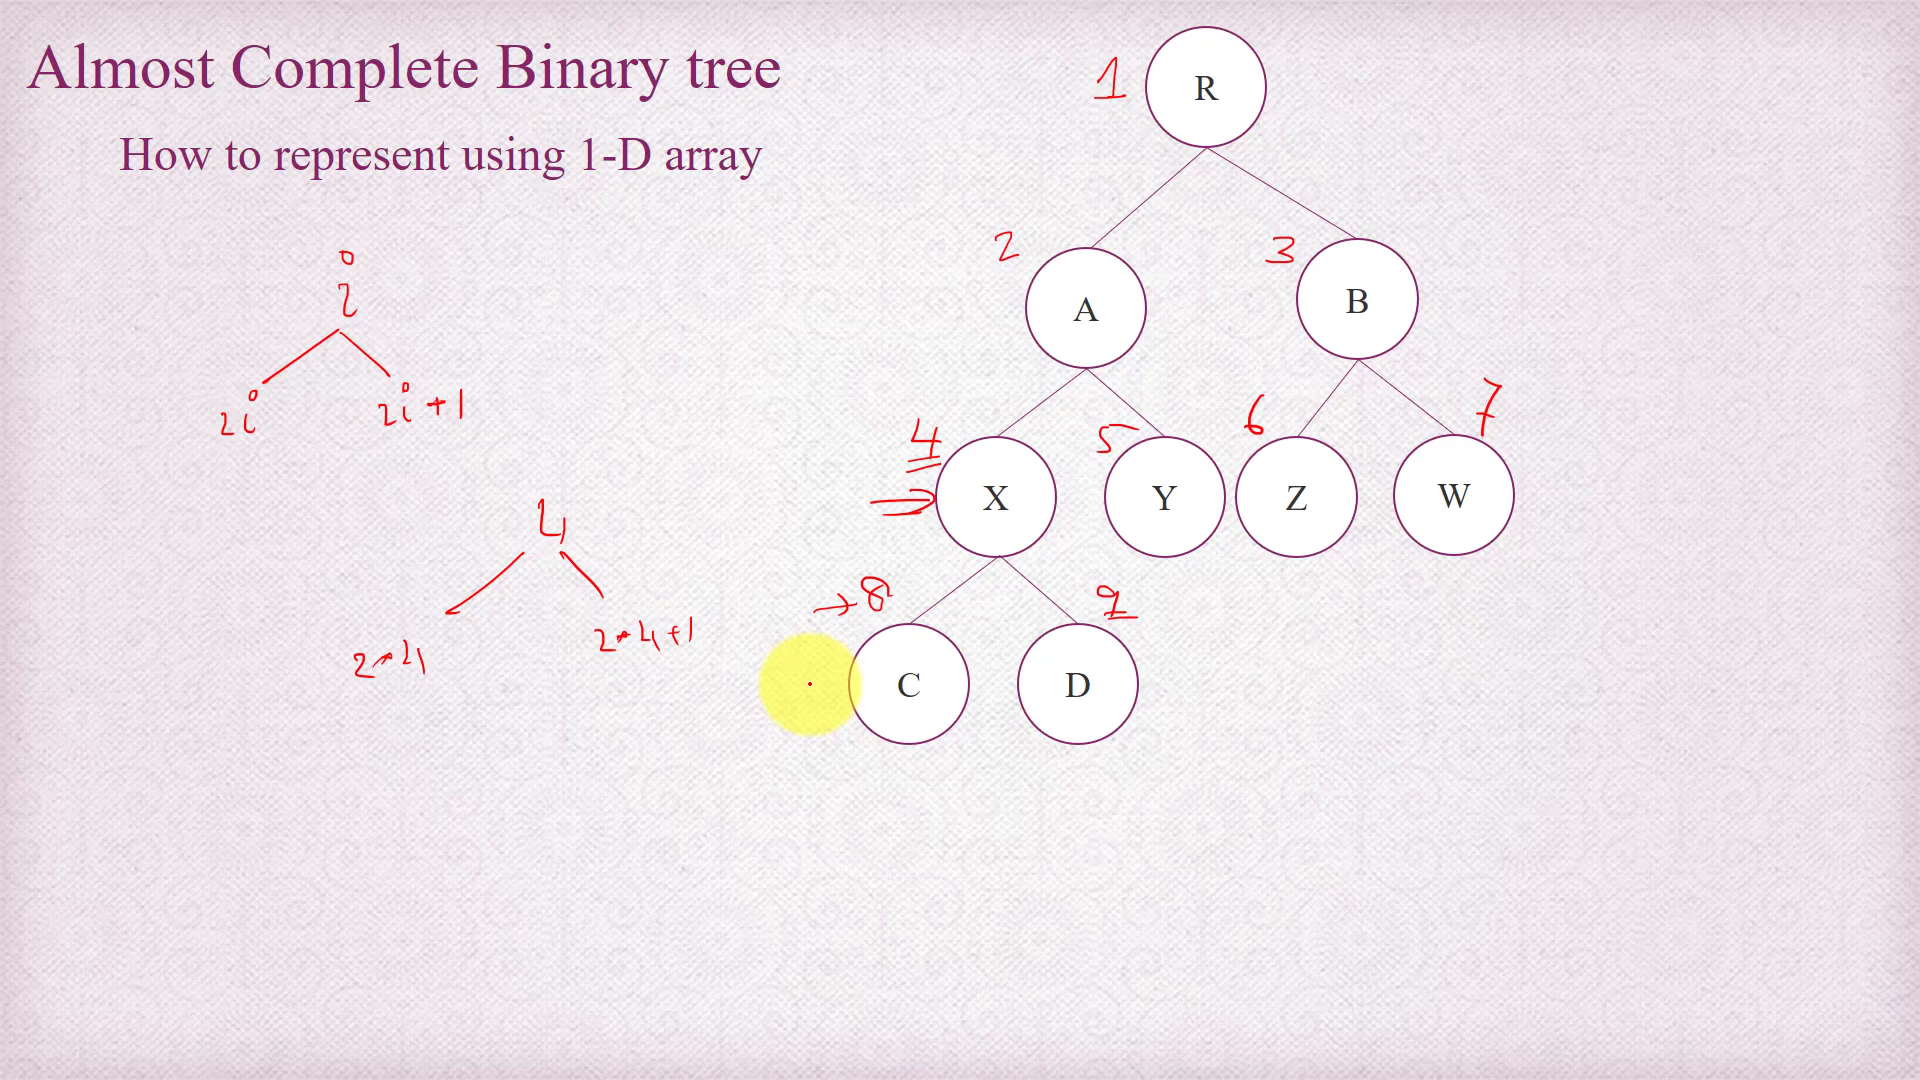 Almost Complete Binary tree
How to represent using 1-D array
1
R
2
A
3
B
i
2i
2i+1
4
X
5
Y
6
Z
7
W
4
2*4
2*4+1
→8
C
9
D